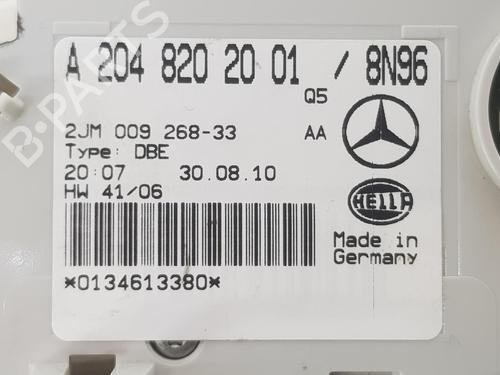 A 204 820 20 01 / 8N96
Q5
2JM 009 268-33 AA
Type: DBE
20:07 30.08.10
HW 41/06
HELLA
Made in
Germany
*0134613380*
B-PARTS